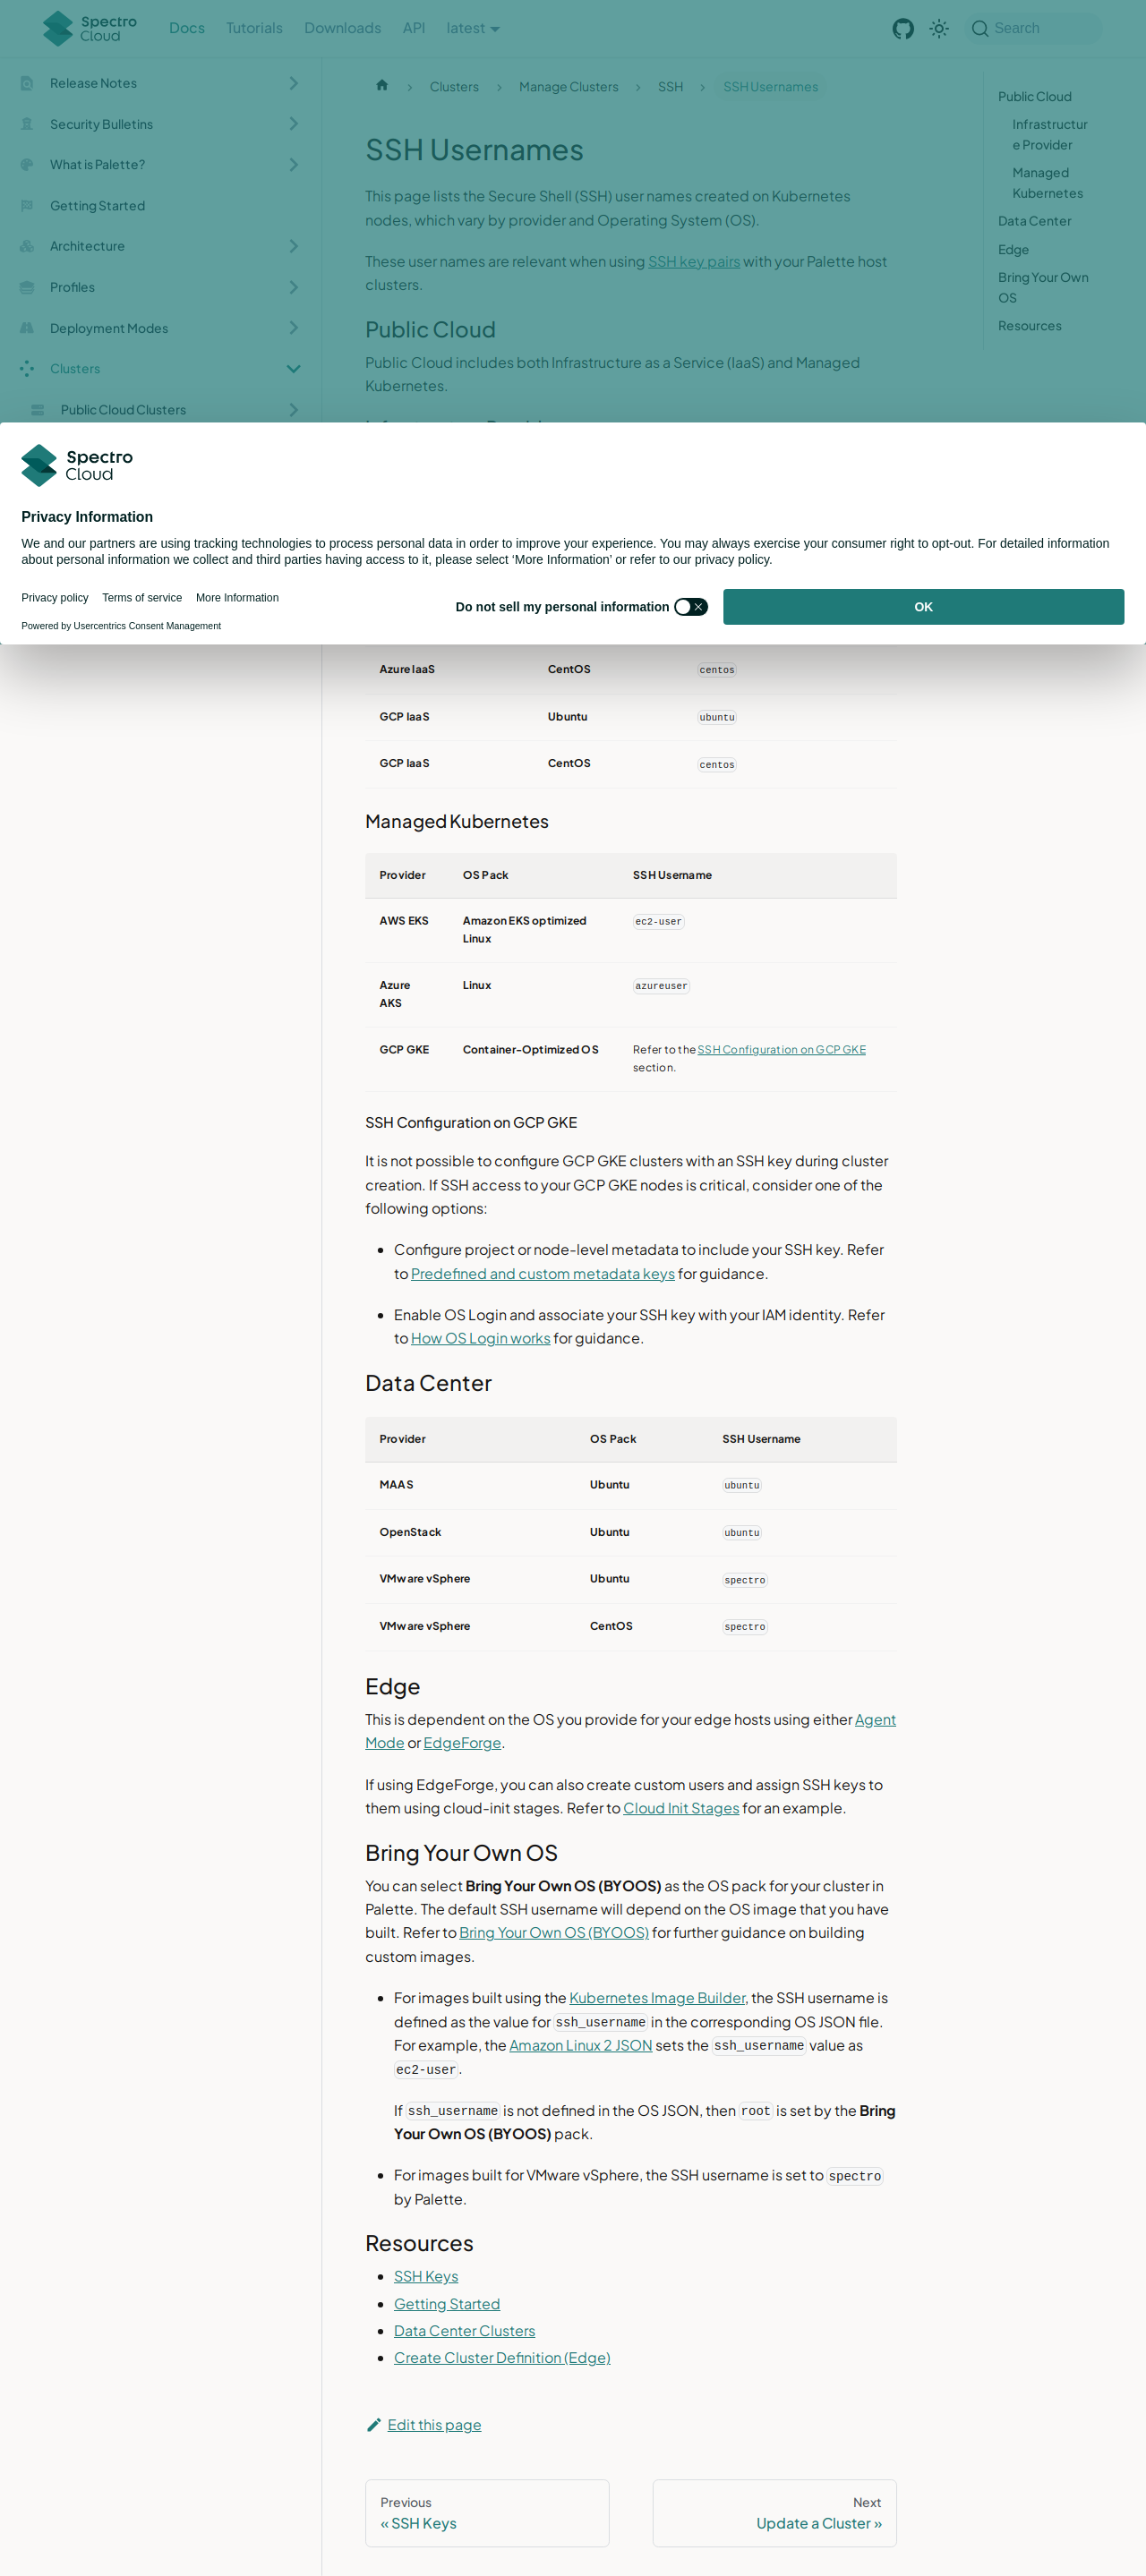 Spectro Cloud
Docs
Tutorials
Downloads
API
latest
Search
Release Notes
Security Bulletins
What is Palette?
Getting Started
Architecture
Profiles
Deployment Modes
Clusters
Public Cloud Clusters
Clusters
Manage Clusters
SSH
SSH Usernames
SSH Usernames
This page lists the Secure Shell (SSH) user names created on Kubernetes
nodes, which vary by provider and Operating System (OS).
These user names are relevant when using SSH key pairs with your Palette host
clusters.
Public Cloud
Public Cloud includes both Infrastructure as a Service (IaaS) and Managed
Kubernetes.
Public Cloud
Infrastructur
e Provider
Managed
Kubernetes
Data Center
Edge
Bring Your Own
OS
Resources
Spectro
Cloud
Privacy Information
We and our partners are using tracking technologies to process personal data in order to improve your experience. You may always exercise your consumer right to opt-out. For detailed information
about personal information we collect and third parties having access to it, please select ‘More Information’ or refer to our privacy policy.
Privacy policy
Terms of service
More Information
Powered by Usercentrics Consent Management
Do not sell my personal information
OK
Azure IaaS CentOS centos
GCP IaaS Ubuntu ubuntu
GCP IaaS CentOS centos
Managed Kubernetes
Provider OS Pack SSH Username
AWS EKS Amazon EKS optimized ec2-user
Linux
Azure Linux azureuser
AKS
GCP GKE Container-Optimized OS Refer to the SSH Configuration on GCP GKE
section.
SSH Configuration on GCP GKE
It is not possible to configure GCP GKE clusters with an SSH key during cluster
creation. If SSH access to your GCP GKE nodes is critical, consider one of the
following options:
Configure project or node-level metadata to include your SSH key. Refer
to Predefined and custom metadata keys for guidance.
Enable OS Login and associate your SSH key with your IAM identity. Refer
to How OS Login works for guidance.
Data Center
Provider OS Pack SSH Username
MAAS Ubuntu ubuntu
OpenStack Ubuntu ubuntu
VMware vSphere Ubuntu spectro
VMware vSphere CentOS spectro
Edge
This is dependent on the OS you provide for your edge hosts using either Agent
Mode or EdgeForge.
If using EdgeForge, you can also create custom users and assign SSH keys to
them using cloud-init stages. Refer to Cloud Init Stages for an example.
Bring Your Own OS
You can select Bring Your Own OS (BYOOS) as the OS pack for your cluster in
Palette. The default SSH username will depend on the OS image that you have
built. Refer to Bring Your Own OS (BYOOS) for further guidance on building
custom images.
For images built using the Kubernetes Image Builder, the SSH username is
defined as the value for ssh_username in the corresponding OS JSON file.
For example, the Amazon Linux 2 JSON sets the ssh_username value as
ec2-user.
If ssh_username is not defined in the OS JSON, then root is set by the Bring
Your Own OS (BYOOS) pack.
For images built for VMware vSphere, the SSH username is set to spectro
by Palette.
Resources
SSH Keys
Getting Started
Data Center Clusters
Create Cluster Definition (Edge)
Edit this page
Previous
« SSH Keys
Next
Update a Cluster »